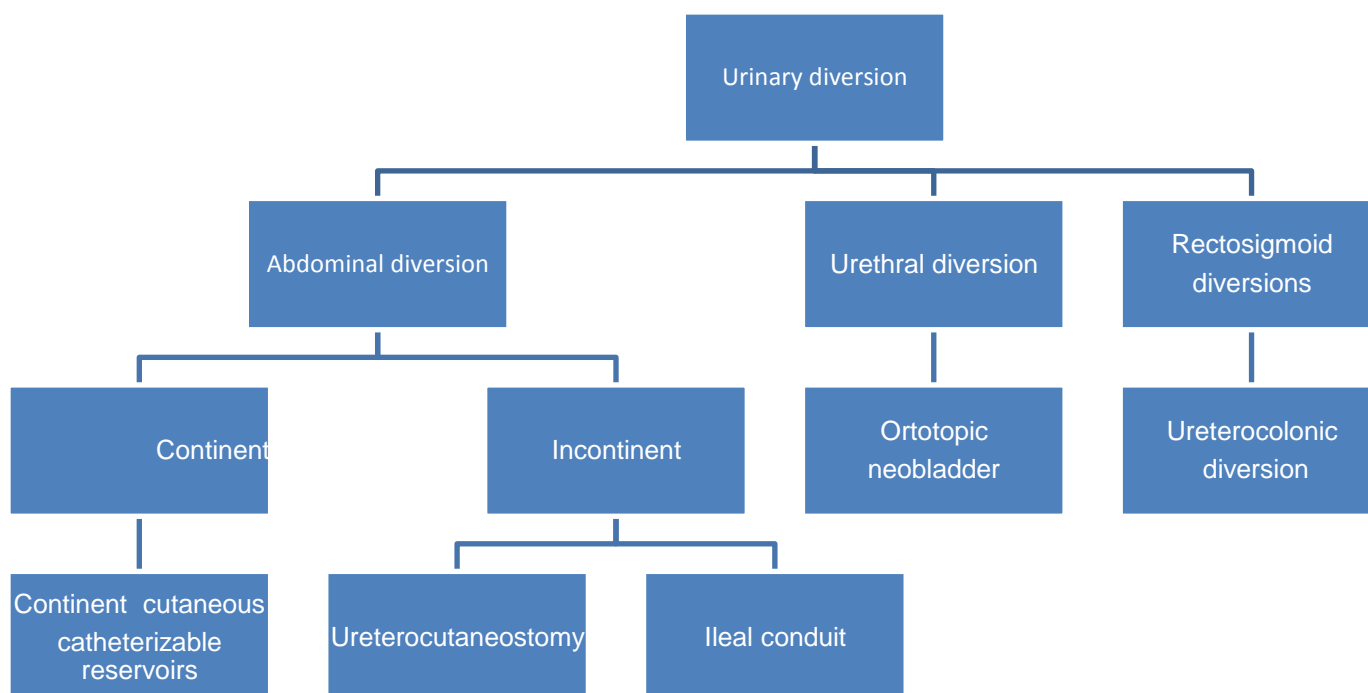 Urinary diversion
Abdominal diversion
Urethral diversion
Rectosigmoid
diversions
Continent
Incontinent
Ortotopic
neobladder
Ureterocolonic
diversion
Continent cutaneous
catheterizable
reservoirs
Ureterocutaneostomy
Ileal conduit